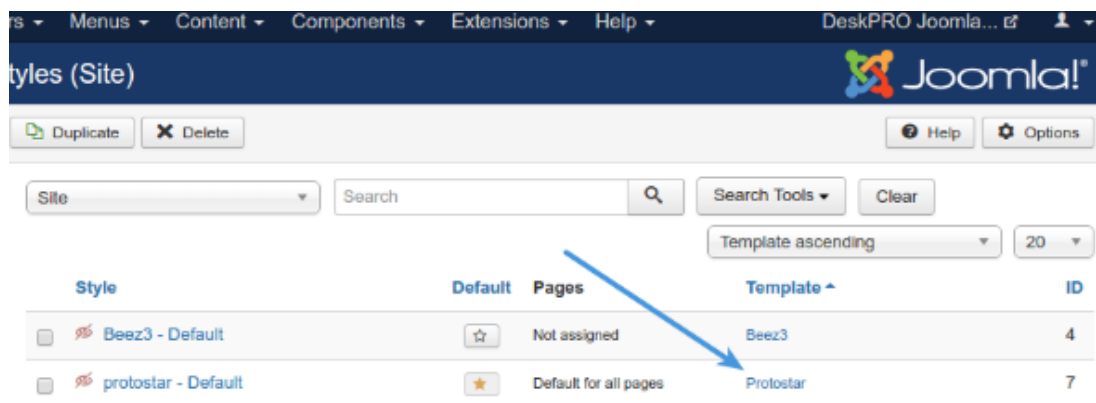 rs Menus Content Components Extensions Help DeskPRO Joomla...
tyles (Site) Joomla!®
Duplicate Delete Help Options
Site Search Search Tools Clear
Template ascending 20
Style Default Pages Template ID
Beez3 - Default Not assigned Beez3 4
protostar - Default Default for all pages Protostar 7